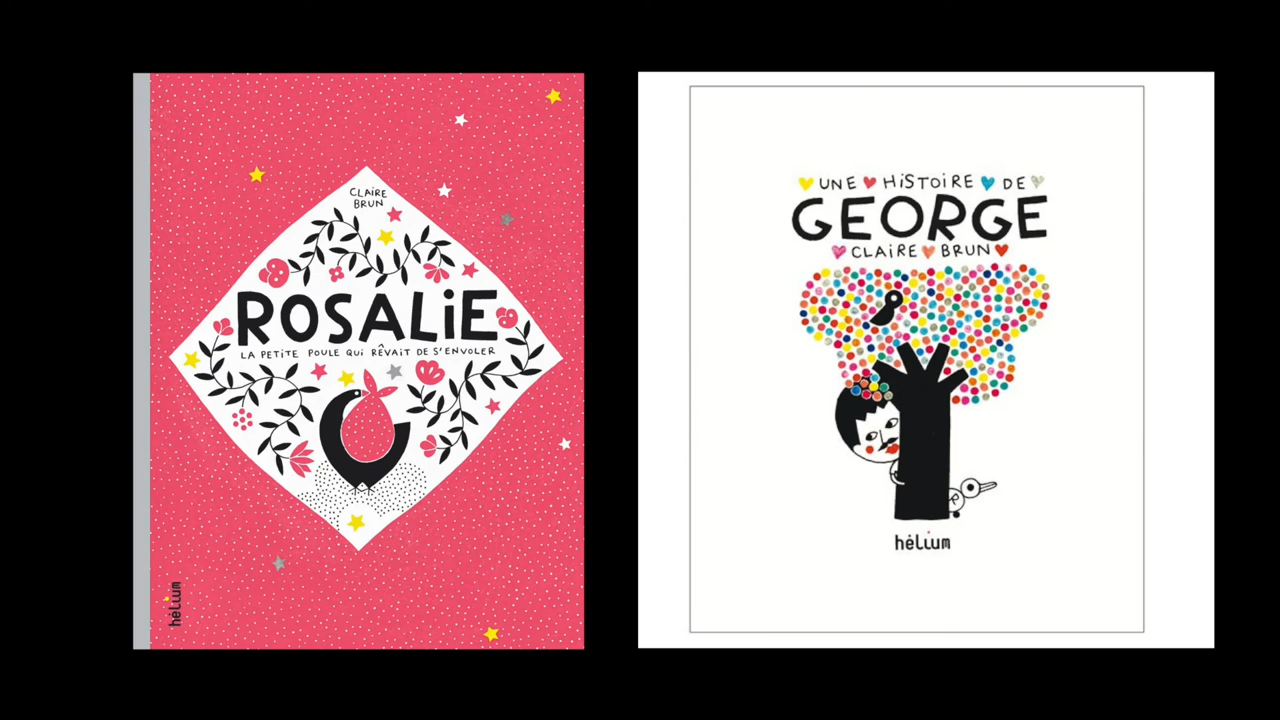 CLAIRE
BRUN
ROSALiE
LA PETITE POULE QUi RÊVAIT DE S'ENVOLER
hélium
UNE HiSTOiRE DE
GEORGE
CLAiRE BRUN
hélium